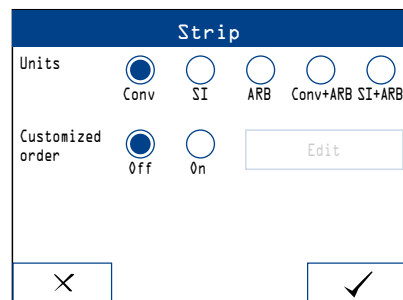 Strip
Units
Conv SI ARB Conv+ARB SI+ARB
Customized
order
Off On Edit